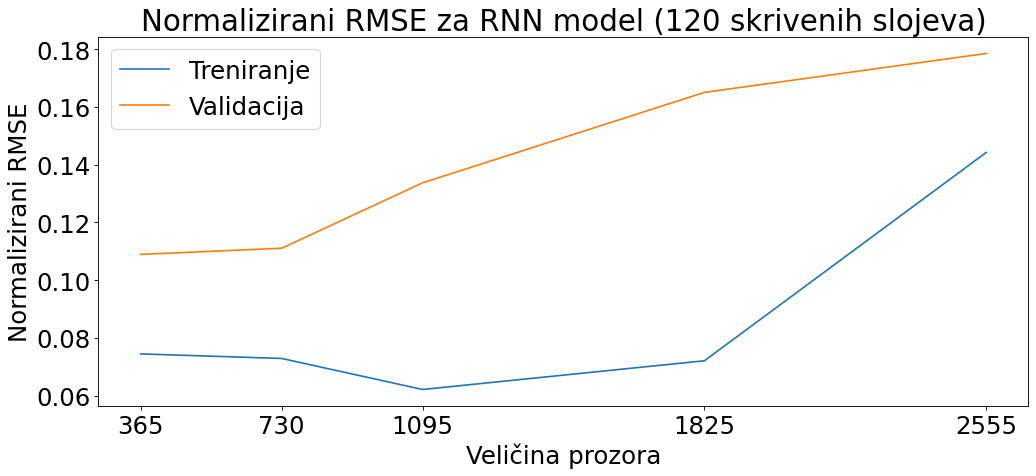 Normalizirani RMSE za RNN model (120 skrivenih slojeva)
Treniranje
Validacija
Normalizirani RMSE
0.18
0.16
0.14
0.12
0.10
0.08
0.06
365 730 1095 1825 2555
Veličina prozora